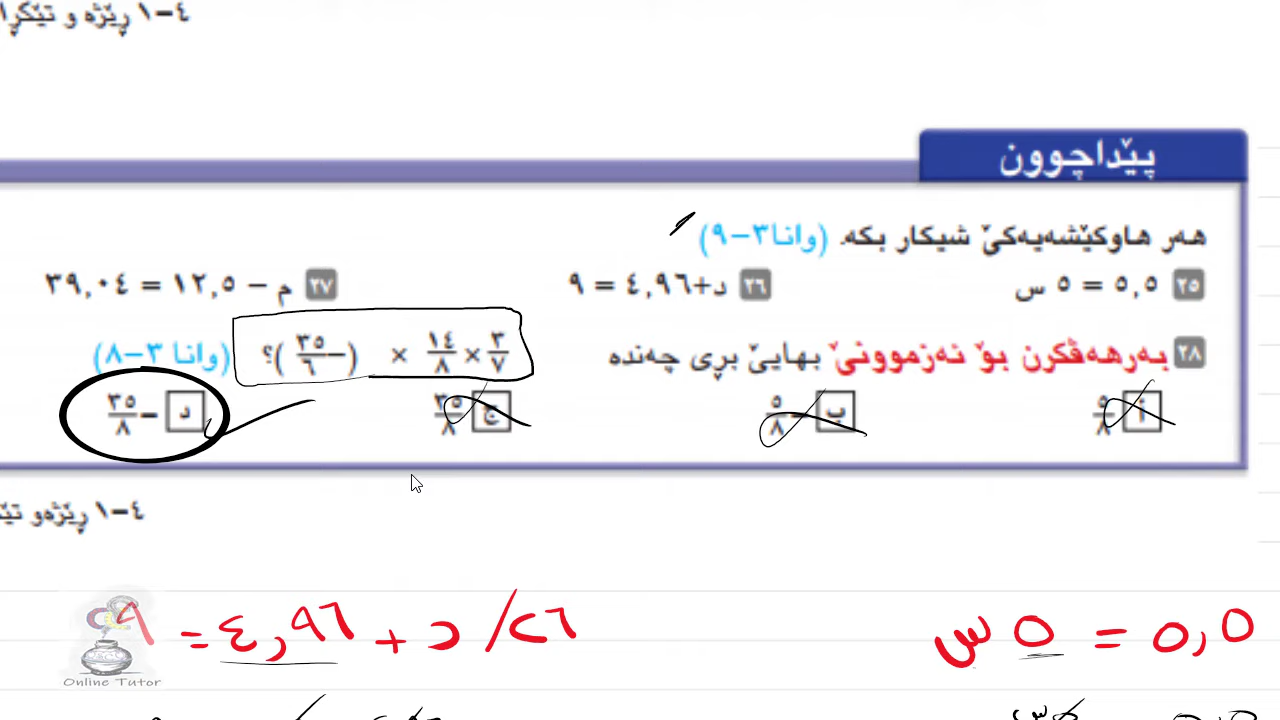 ٤-١ ڕێژە و تێکڕا
پێداچوون
هەر هاوکێشەیەکێ شیکار بکە. (وانا ٣-٩)
٢٥ ٥,٥ = ٥ س ٢٦ د+٤,٩٦ = ٩ ٢٧ م - ١٢,٥ = ٣٩,٠٤
٢٨ بەرهەڤکرن بۆ ئەزموونێ بهایێ بڕێ چەندە ٣/٧ × ١٤/٨ × (-٣٥/٦)؟ (وانا ٣-٨)
أ ٥/٨ ب -٥/٨ ج ٣٥/٨ د -٣٥/٨
٤-١ ڕێژەو
٥,٥ = ٥ س
٢٦/ د + ٤,٩٦ = ٩
Online Tutor